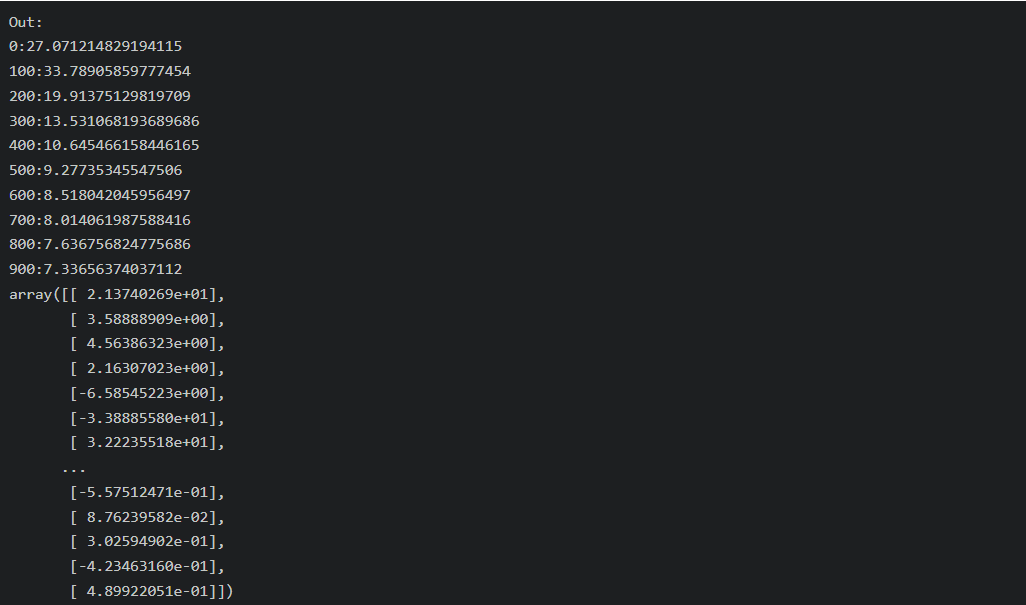 Out:
0:27.071214829194115
100:33.78905859777454
200:19.91375129819709
300:13.531068193689686
400:10.645466158446165
500:9.27735345547506
600:8.518042045956497
700:8.014061987588416
800:7.636756824775686
900:7.33656374037112
array([[ 2.13740269e+01],
       [ 3.58888909e+00],
       [ 4.56386323e+00],
       [ 2.16307023e+00],
       [-6.58545223e+00],
       [-3.38885580e+01],
       [ 3.22235518e+01],
      ...
       [-5.57512471e-01],
       [ 8.76239582e-02],
       [ 3.02594902e-01],
       [-4.23463160e-01],
       [ 4.89922051e-01]])